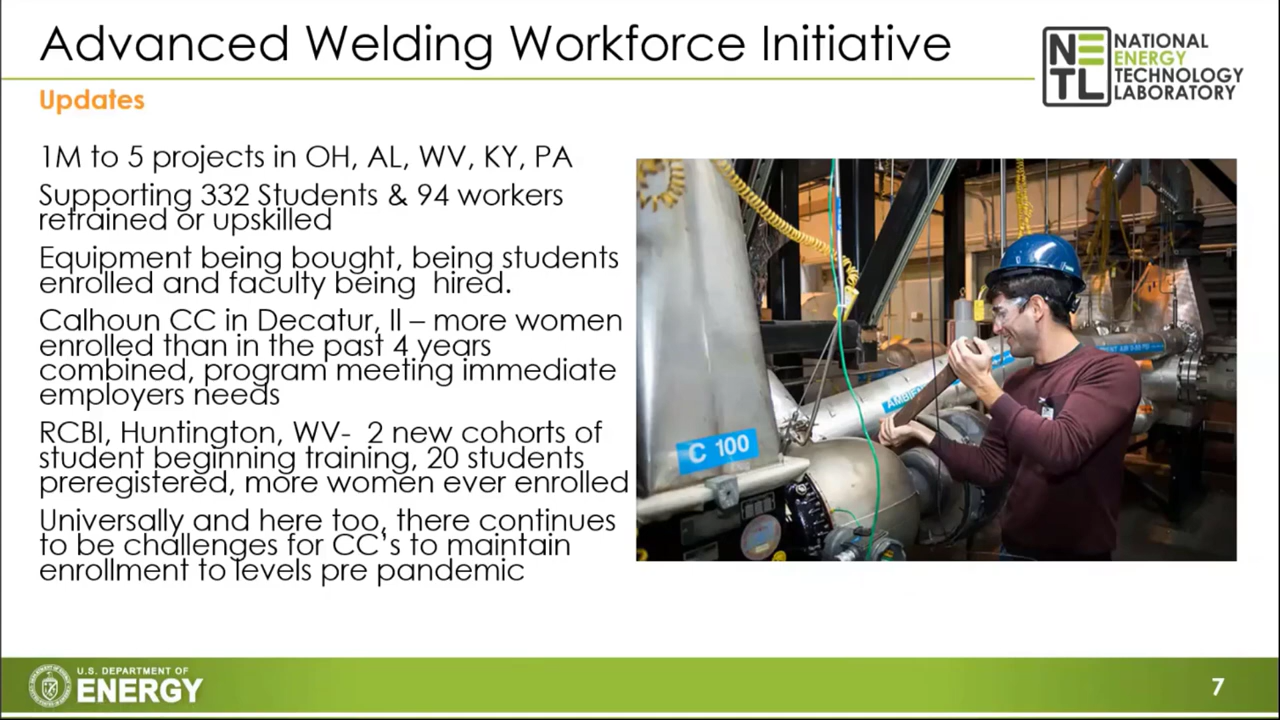 Advanced Welding Workforce Initiative
NATIONAL
ENERGY
TECHNOLOGY
LABORATORY
NE
TL
Updates
1M to 5 projects in OH, AL, WV, KY, PA
Supporting 332 Students & 94 workers
retrained or upskilled
Equipment being bought, being students
enrolled and faculty being  hired.
Calhoun CC in Decatur, Il – more women
enrolled than in the past 4 years
combined, program meeting immediate
employers needs
RCBI, Huntington, WV-  2 new cohorts of
student beginning training, 20 students
preregistered, more women ever enrolled
Universally and here too, there continues
to be challenges for CC's to maintain
enrollment to levels pre pandemic
C 100
U.S. DEPARTMENT OF
ENERGY
7